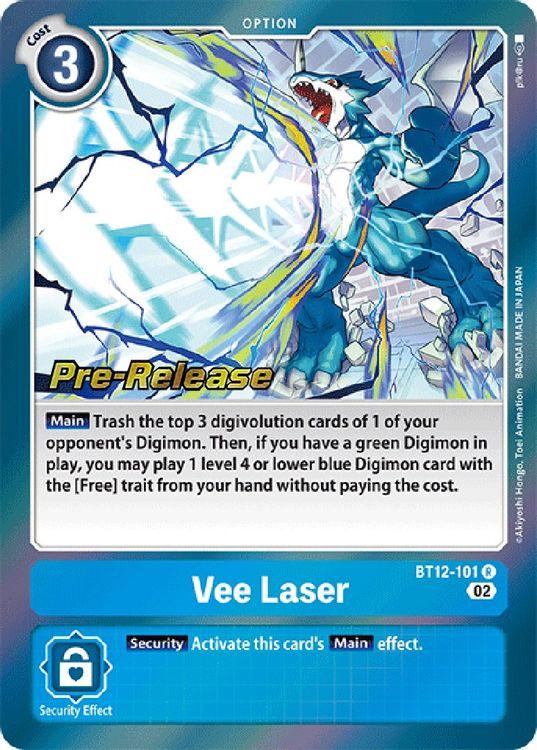 OPTION
Cost
3
p!k@ru
Pre-Release
©Akiyoshi Hongo, Toei Animation BANDAI MADE IN JAPAN
Main Trash the top 3 digivolution cards of 1 of your
opponent's Digimon. Then, if you have a green Digimon in
play, you may play 1 level 4 or lower blue Digimon card with
the [Free] trait from your hand without paying the cost.
BT12-101 R
Vee Laser
02
Security Activate this card's Main effect.
Security Effect